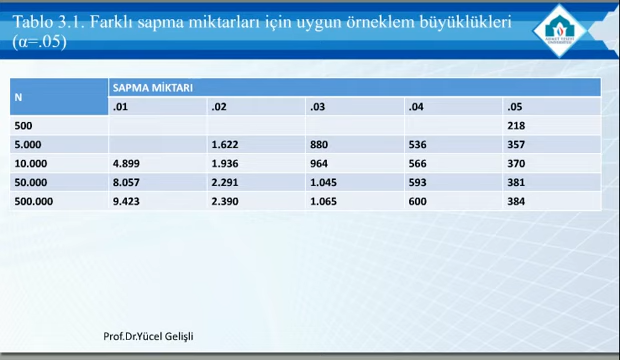 Tablo 3.1. Farklı sapma miktarları için uygun örneklem büyüklükleri
(α=.05)
N SAPMA MİKTARI
.01 .02 .03 .04 .05
500 218
5.000 1.622 880 536 357
10.000 4.899 1.936 964 566 370
50.000 8.057 2.291 1.045 593 381
500.000 9.423 2.390 1.065 600 384
Prof.Dr.Yücel Gelişli